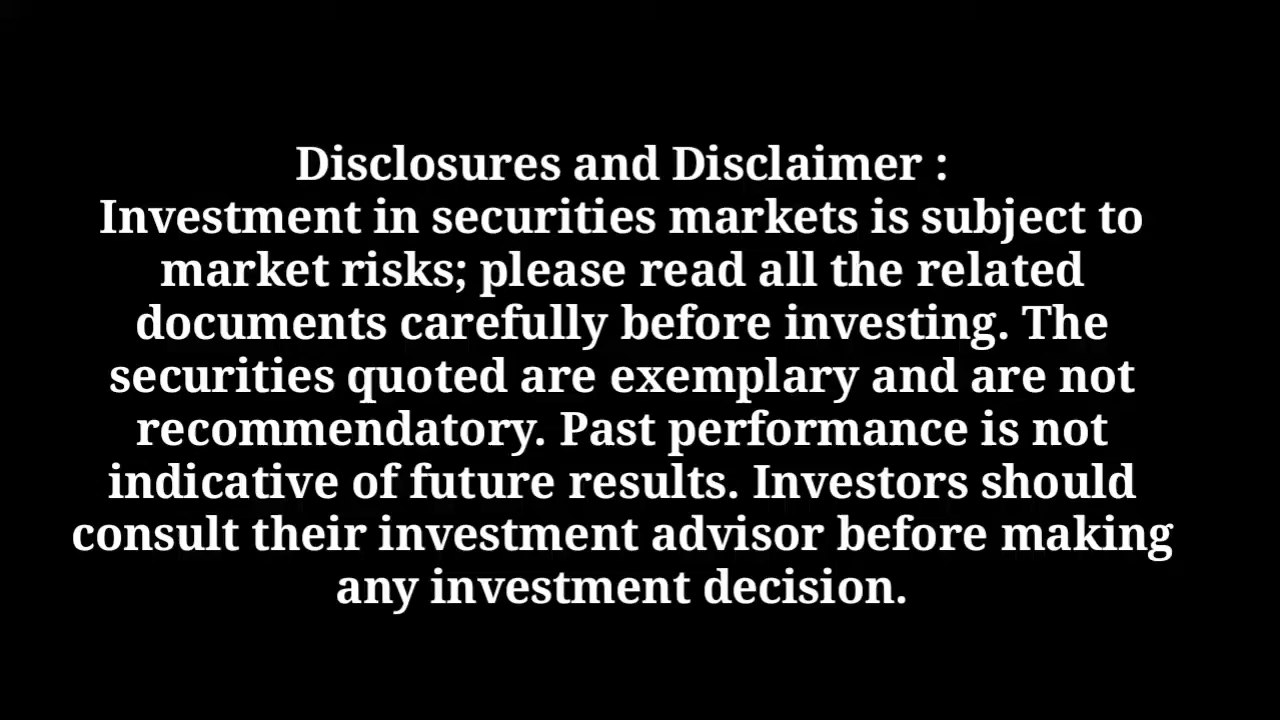 Disclosures and Disclaimer :
Investment in securities markets is subject to
market risks; please read all the related
documents carefully before investing. The
securities quoted are exemplary and are not
recommendatory. Past performance is not
indicative of future results. Investors should
consult their investment advisor before making
any investment decision.